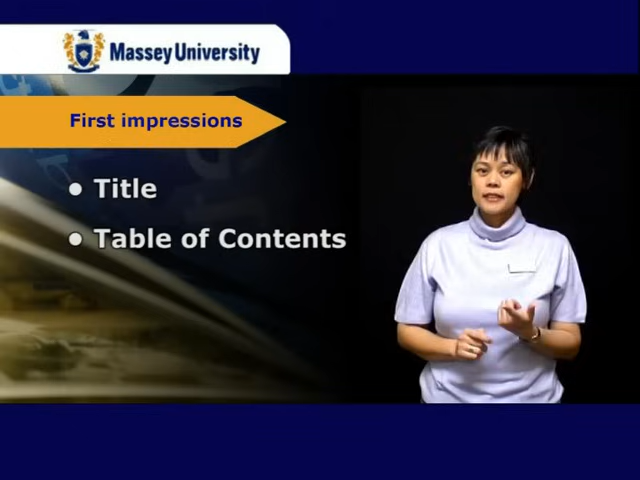 Massey University
First impressions
• Title
• Table of Contents